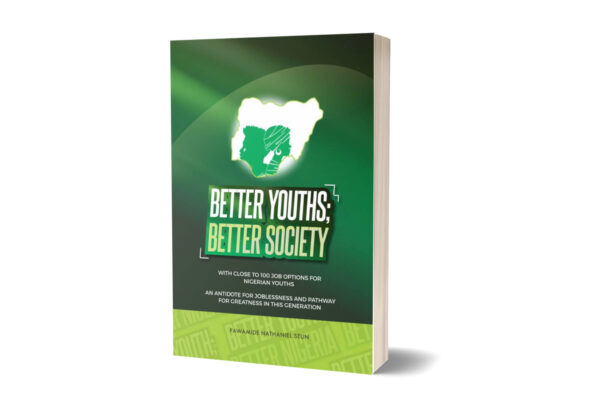 BETTER YOUTHS;
BETTER SOCIETY
WITH CLOSE TO 100 JOB OPTIONS FOR
NIGERIAN YOUTHS
AN ANTIDOTE FOR JOBLESSNESS AND PATHWAY
FOR GREATNESS IN THIS GENERATION
FAWAMIDE NATHANIEL SEUN